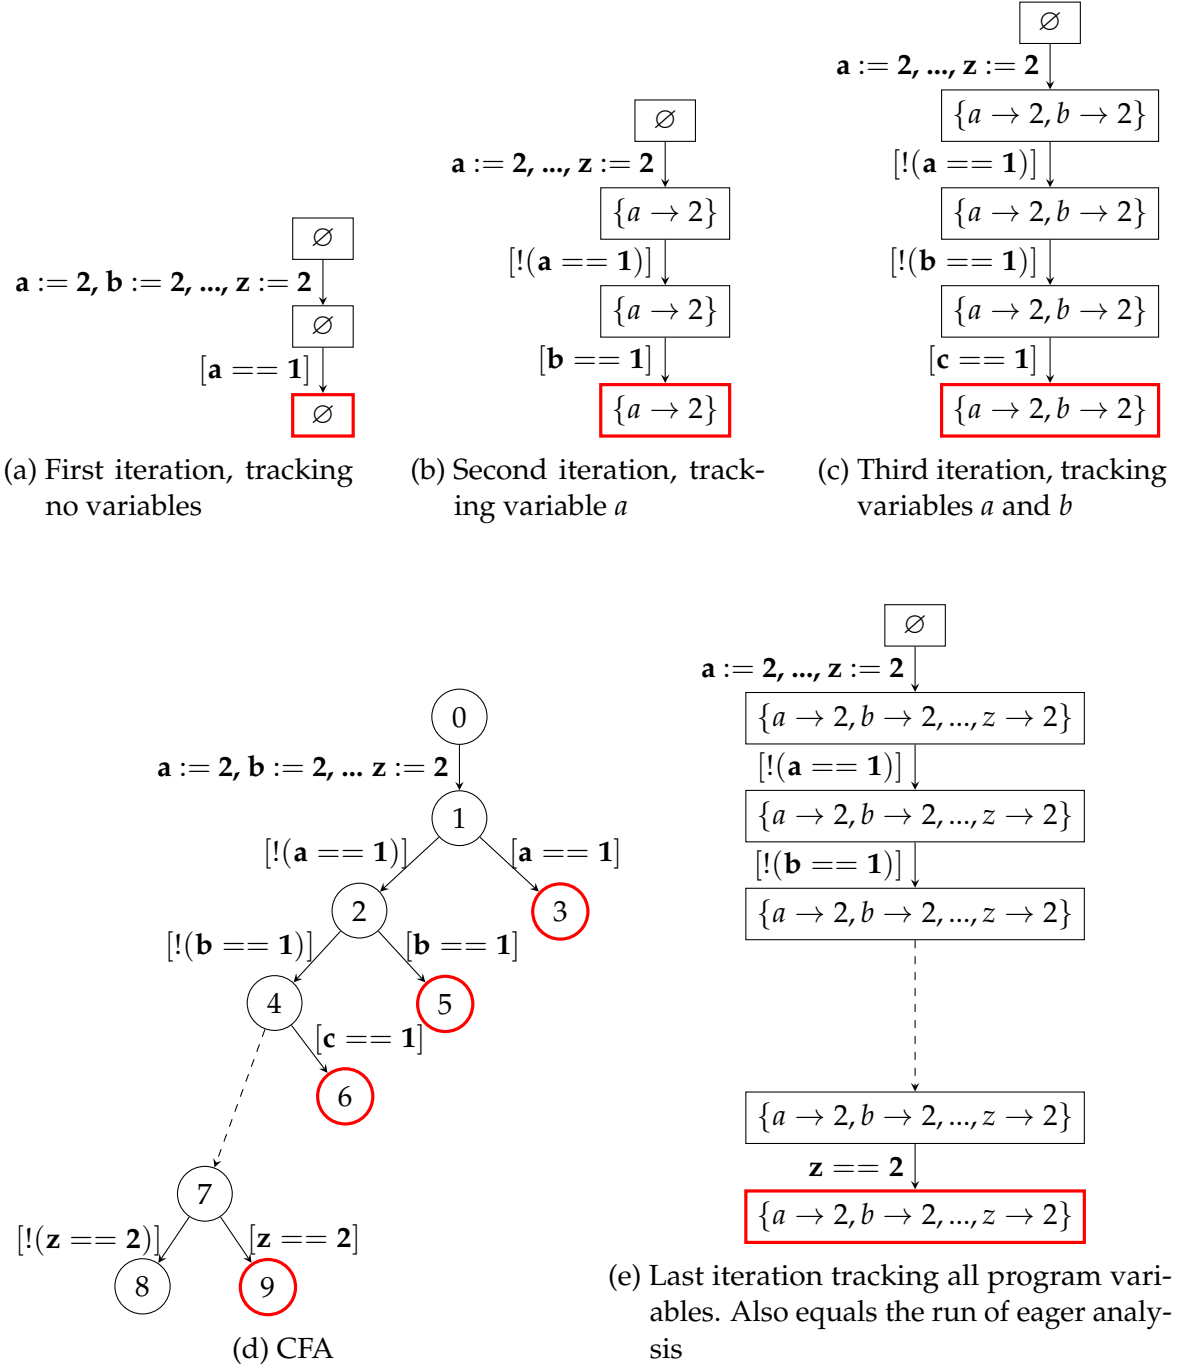 ∅
a := 2, b := 2, ..., z := 2
∅
[a == 1]
∅
(a) First iteration, tracking
no variables
∅
a := 2, ..., z := 2
{a → 2}
[!(a == 1)]
{a → 2}
[b == 1]
{a → 2}
(b) Second iteration, track-
ing variable a
∅
a := 2, ..., z := 2
{a → 2, b → 2}
[!(a == 1)]
{a → 2, b → 2}
[!(b == 1)]
{a → 2, b → 2}
[c == 1]
{a → 2, b → 2}
(c) Third iteration, tracking
variables a and b
0
a := 2, b := 2, ... z := 2
1
[!(a == 1)] [a == 1]
2 3
[!(b == 1)] [b == 1]
4 5
[c == 1]
6
7
[!(z == 2)] [z == 2]
8 9
(d) CFA
∅
a := 2, ..., z := 2
{a → 2, b → 2, ..., z → 2}
[!(a == 1)]
{a → 2, b → 2, ..., z → 2}
[!(b == 1)]
{a → 2, b → 2, ..., z → 2}
{a → 2, b → 2, ..., z → 2}
z == 2
{a → 2, b → 2, ..., z → 2}
(e) Last iteration tracking all program vari-
ables. Also equals the run of eager analy-
sis